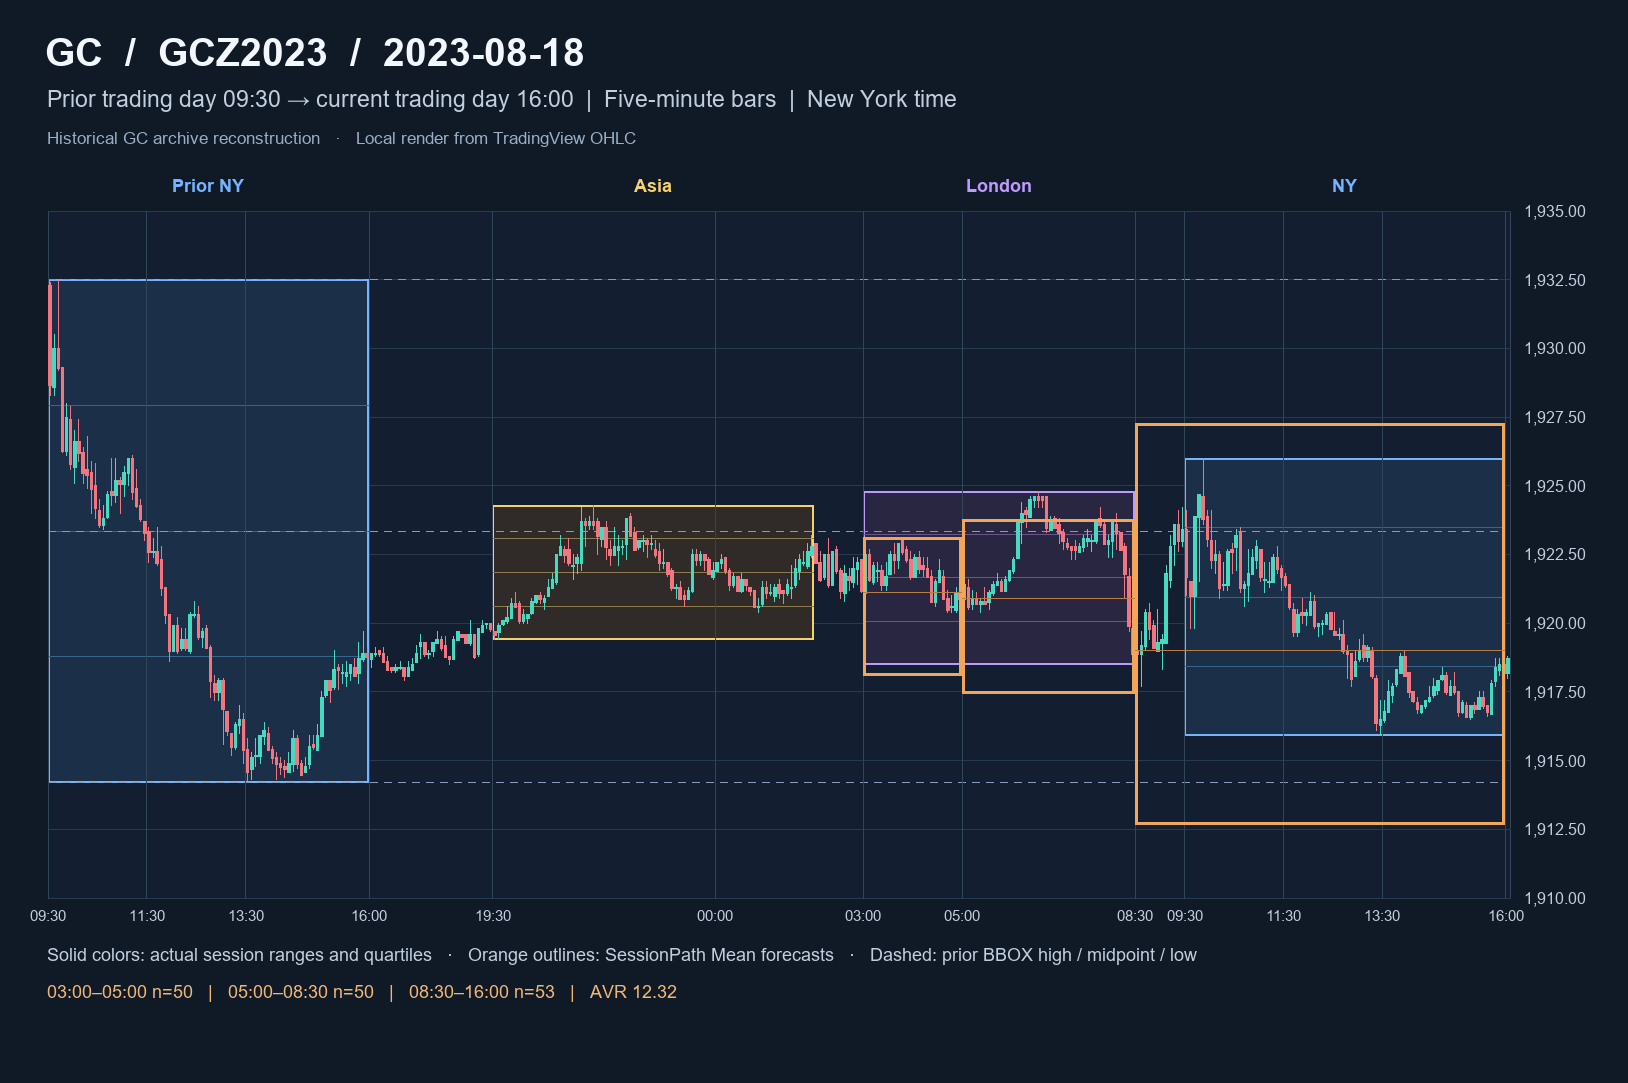 GC / GCZ2023 / 2023-08-18
Prior trading day 09:30 → current trading day 16:00 | Five-minute bars | New York time
Historical GC archive reconstruction · Local render from TradingView OHLC
Prior NY Asia London NY
1,935.00
1,932.50
1,930.00
1,927.50
1,925.00
1,922.50
1,920.00
1,917.50
1,915.00
1,912.50
1,910.00
09:30 11:30 13:30 16:00 19:30 00:00 03:00 05:00 08:30 09:30 11:30 13:30 16:00
Solid colors: actual session ranges and quartiles · Orange outlines: SessionPath Mean forecasts · Dashed: prior BBOX high / midpoint / low
03:00–05:00 n=50 | 05:00–08:30 n=50 | 08:30–16:00 n=53 | AVR 12.32